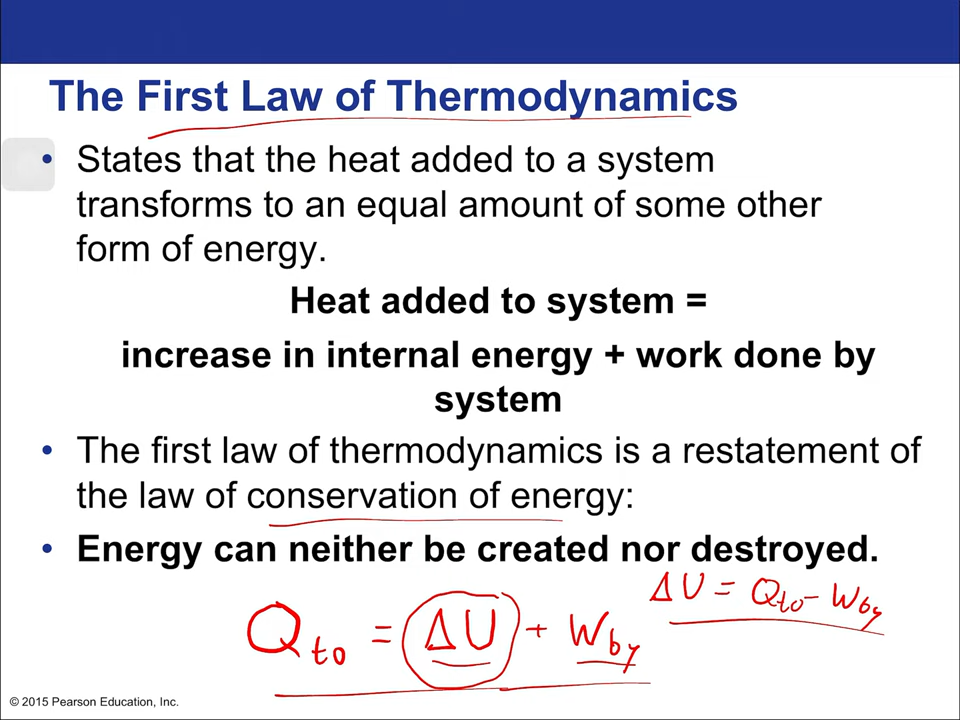 The First Law of Thermodynamics
• States that the heat added to a system
transforms to an equal amount of some other
form of energy.
Heat added to system =
increase in internal energy + work done by
system
• The first law of thermodynamics is a restatement of
the law of conservation of energy:
• Energy can neither be created nor destroyed.
ΔU = Qto - Wby
Qto = ΔU + Wby
© 2015 Pearson Education, Inc.